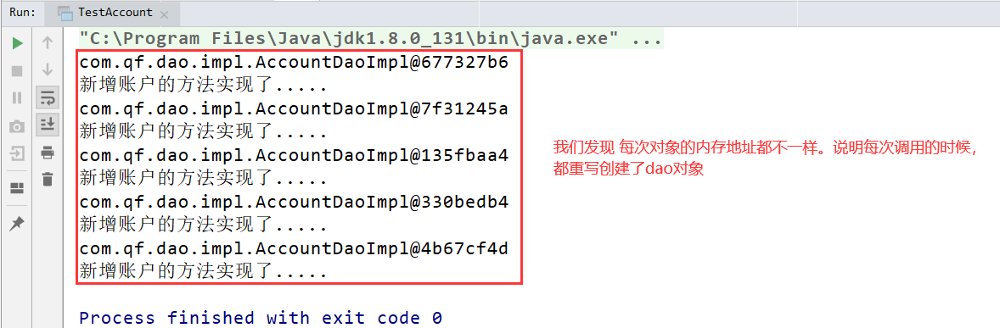 Run: TestAccount
"C:\Program Files\Java\jdk1.8.0_131\bin\java.exe" ...
com.qf.dao.impl.AccountDaoImpl@677327b6
新增账户的方法实现了.....
com.qf.dao.impl.AccountDaoImpl@7f31245a
新增账户的方法实现了.....
com.qf.dao.impl.AccountDaoImpl@135fbaa4
新增账户的方法实现了.....
com.qf.dao.impl.AccountDaoImpl@330bedb4
新增账户的方法实现了.....
com.qf.dao.impl.AccountDaoImpl@4b67cf4d
新增账户的方法实现了.....
我们发现 每次对象的内存地址都不一样。说明每次调用的时候，
都重写创建了dao对象
Process finished with exit code 0